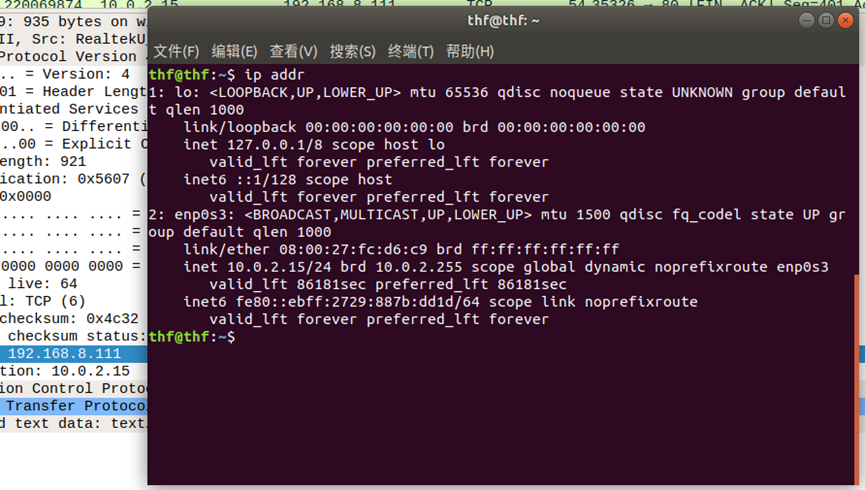 220069874 10.0.2.15 192.168.8.111 TCP 54 35326 → 80 [FIN, ACK] Seq=401
thf@thf: ~
文件(F) 编辑(E) 查看(V) 搜索(S) 终端(T) 帮助(H)
thf@thf:~$ ip addr
1: lo: <LOOPBACK,UP,LOWER_UP> mtu 65536 qdisc noqueue state UNKNOWN group defaul
t qlen 1000
link/loopback 00:00:00:00:00:00 brd 00:00:00:00:00:00
inet 127.0.0.1/8 scope host lo
valid_lft forever preferred_lft forever
inet6 ::1/128 scope host
valid_lft forever preferred_lft forever
2: enp0s3: <BROADCAST,MULTICAST,UP,LOWER_UP> mtu 1500 qdisc fq_codel state UP gr
oup default qlen 1000
link/ether 08:00:27:fc:d6:c9 brd ff:ff:ff:ff:ff:ff
inet 10.0.2.15/24 brd 10.0.2.255 scope global dynamic noprefixroute enp0s3
valid_lft 86181sec preferred_lft 86181sec
inet6 fe80::ebff:2729:887b:dd1d/64 scope link noprefixroute
valid_lft forever preferred_lft forever
thf@thf:~$
9: 935 bytes on w
II, Src: RealtekU
Protocol Version
.. = Version: 4
01 = Header Lengt
ntiated Services
00.. = Differenti
..00 = Explicit C
ength: 921
ication: 0x5607 (
0x0000
.... .... .... =
.... .... .... =
.... .... .... =
0000 0000 0000 =
live: 64
l: TCP (6)
checksum: 0x4c32
checksum status:
192.168.8.111
tion: 10.0.2.15
ion Control Proto
Transfer Protoco
d text data: text